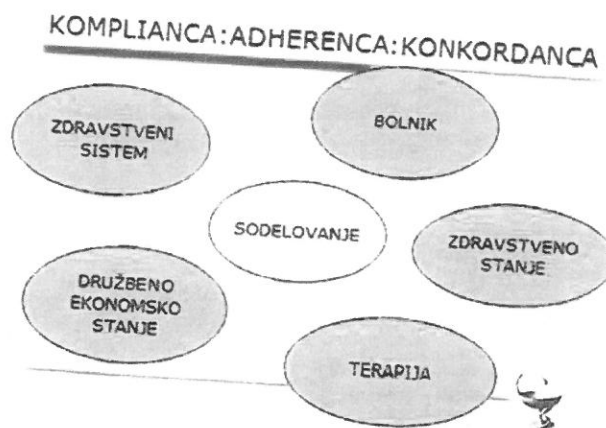 KOMPLIANCA:ADHERENCA:KONKORDANCA
ZDRAVSTVENI
SISTEM
BOLNIK
SODELOVANJE
ZDRAVSTVENO
STANJE
DRUŽBENO
EKONOMSKO
STANJE
TERAPIJA